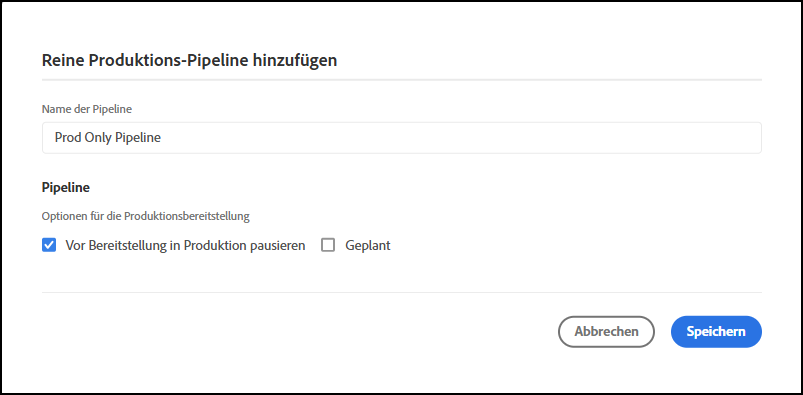 Reine Produktions-Pipeline hinzufügen
Name der Pipeline
Prod Only Pipeline
Pipeline
Optionen für die Produktionsbereitstellung
Vor Bereitstellung in Produktion pausieren Geplant
Abbrechen Speichern